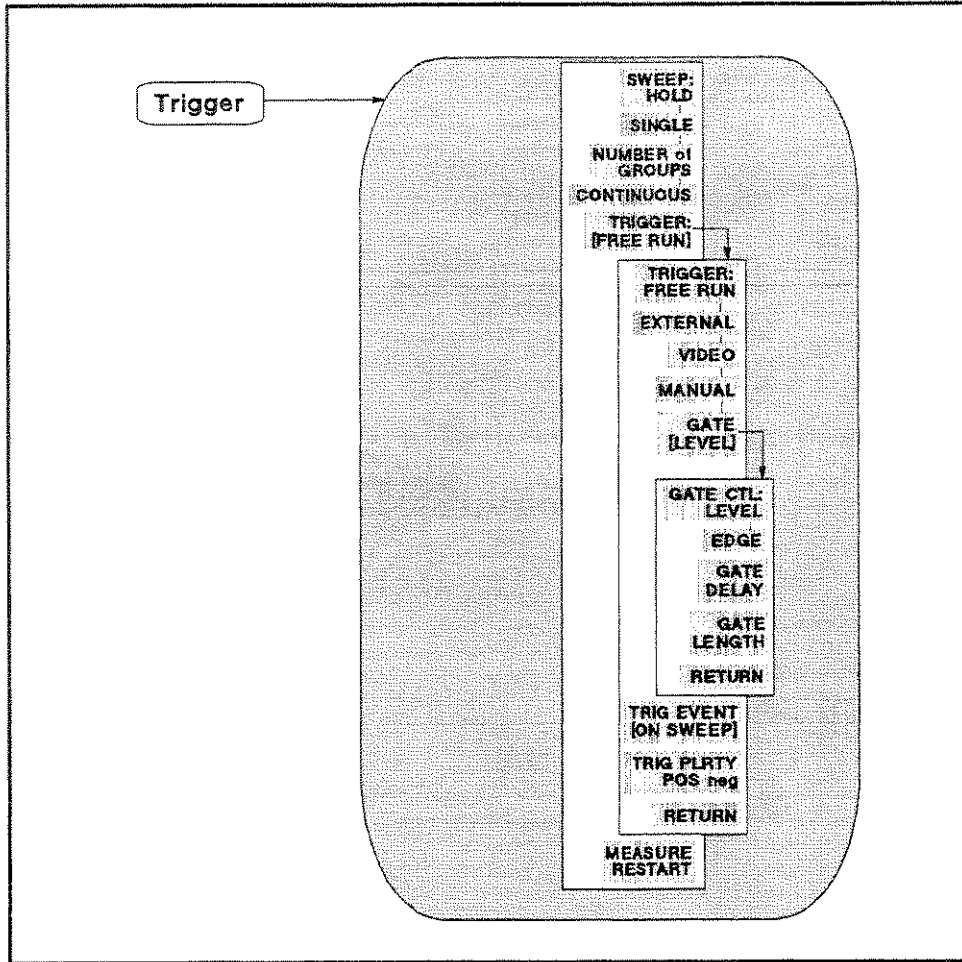 Trigger
SWEEP:
HOLD
SINGLE
NUMBER of
GROUPS
CONTINUOUS
TRIGGER:
[FREE RUN]
TRIGGER:
FREE RUN
EXTERNAL
VIDEO
MANUAL
GATE
[LEVEL]
GATE CTL:
LEVEL
EDGE
GATE
DELAY
GATE
LENGTH
RETURN
TRIG EVENT
[ON SWEEP]
TRIG PLRTY
POS neg
RETURN
MEASURE
RESTART